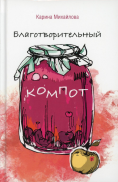 Карина Михайлова
Благотворительный
КОМПОТ